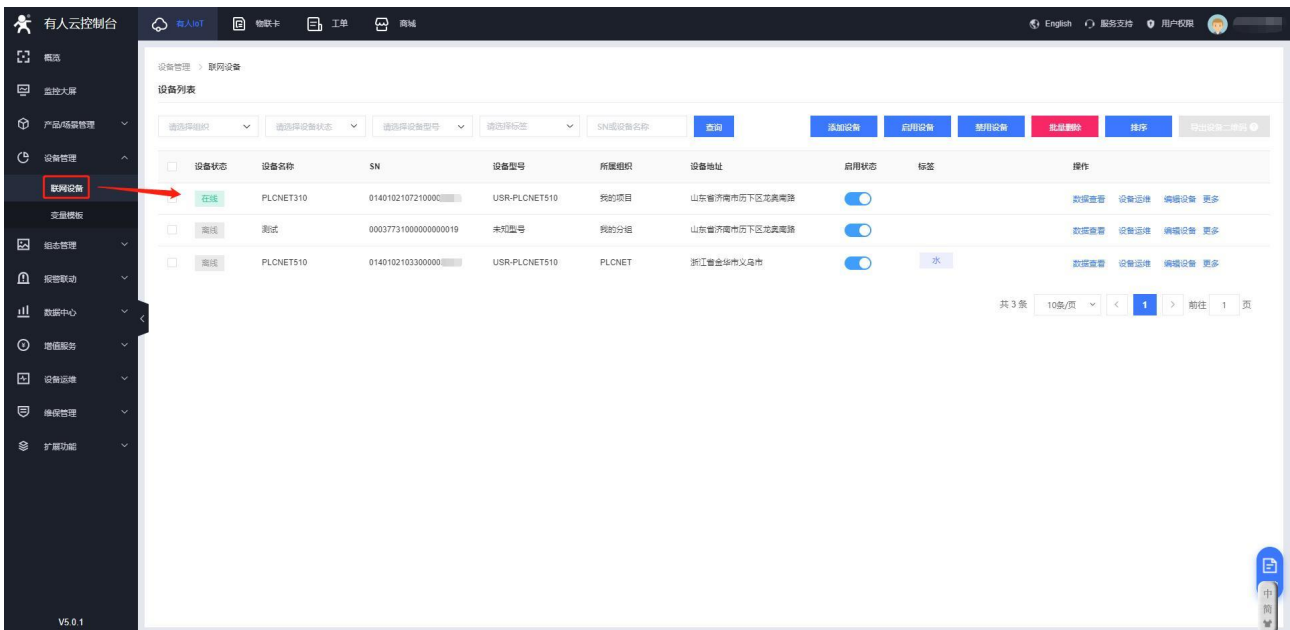 有人云控制台 有人IoT 物联卡 工单 商城 English 服务支持 用户权限
概览
监控大屏
产品/场景管理
设备管理
联网设备
变量模板
组态管理
报警联动
数据中心
增值服务
设备运维
维保管理
扩展功能
V5.0.1
设备管理 > 联网设备
设备列表
请选择组织 请选择设备状态 请选择设备型号 请选择标签 SN或设备名称 查询 添加设备 启用设备 禁用设备 批量删除 排序 导出设备二维码
设备状态 设备名称 SN 设备型号 所属组织 设备地址 启用状态 标签 操作
在线 PLCNET310 0140102107210000 USR-PLCNET510 我的项目 山东省济南市历下区龙奥南路 数据查看 设备运维 编辑设备 更多
离线 测试 00037731000000000019 未知型号 我的分组 山东省济南市历下区龙奥南路 数据查看 设备运维 编辑设备 更多
离线 PLCNET510 0140102103300000 USR-PLCNET510 PLCNET 浙江省金华市义乌市 水 数据查看 设备运维 编辑设备 更多
共 3 条 10条/页 < 1 > 前往 1 页
中
简